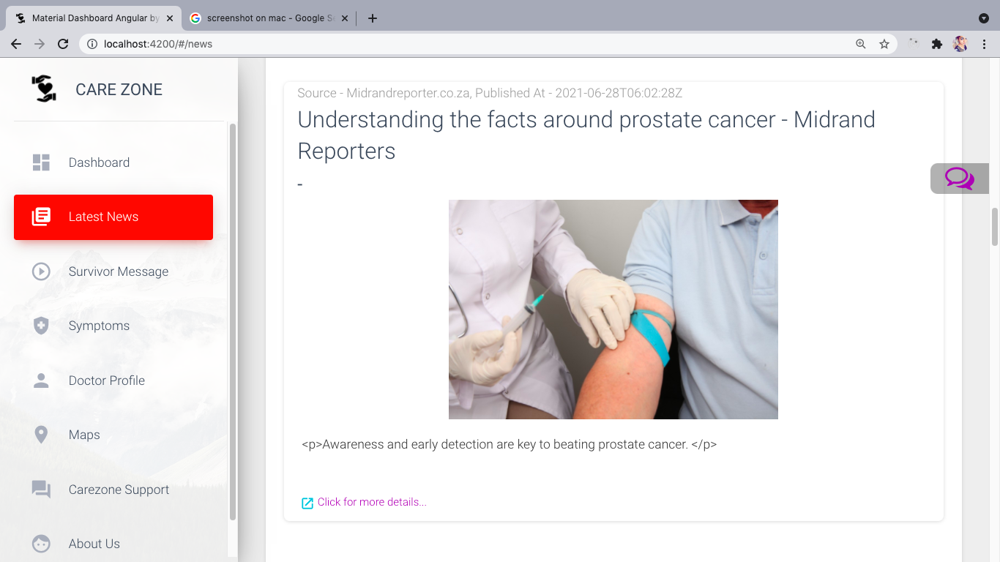 Material Dashboard Angular by
screenshot on mac - Google S
localhost:4200/#/news
CARE ZONE
Dashboard
Latest News
Survivor Message
Symptoms
Doctor Profile
Maps
Carezone Support
About Us
Source - Midrandreporter.co.za, Published At - 2021-06-28T06:02:28Z
Understanding the facts around prostate cancer - Midrand
Reporters
-
<p>Awareness and early detection are key to beating prostate cancer. </p>
Click for more details...